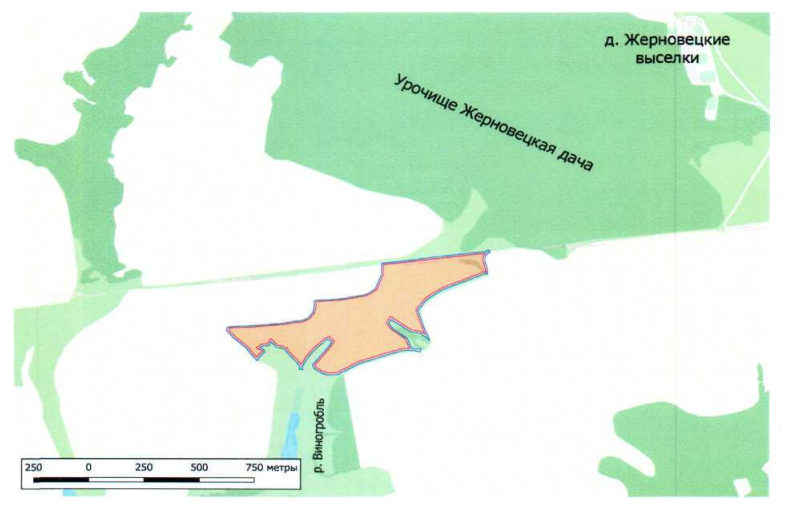 д. Жерновецкие
выселки
Урочище Жерновецкая дача
р. Виногробль
250 0 250 500 750 метры